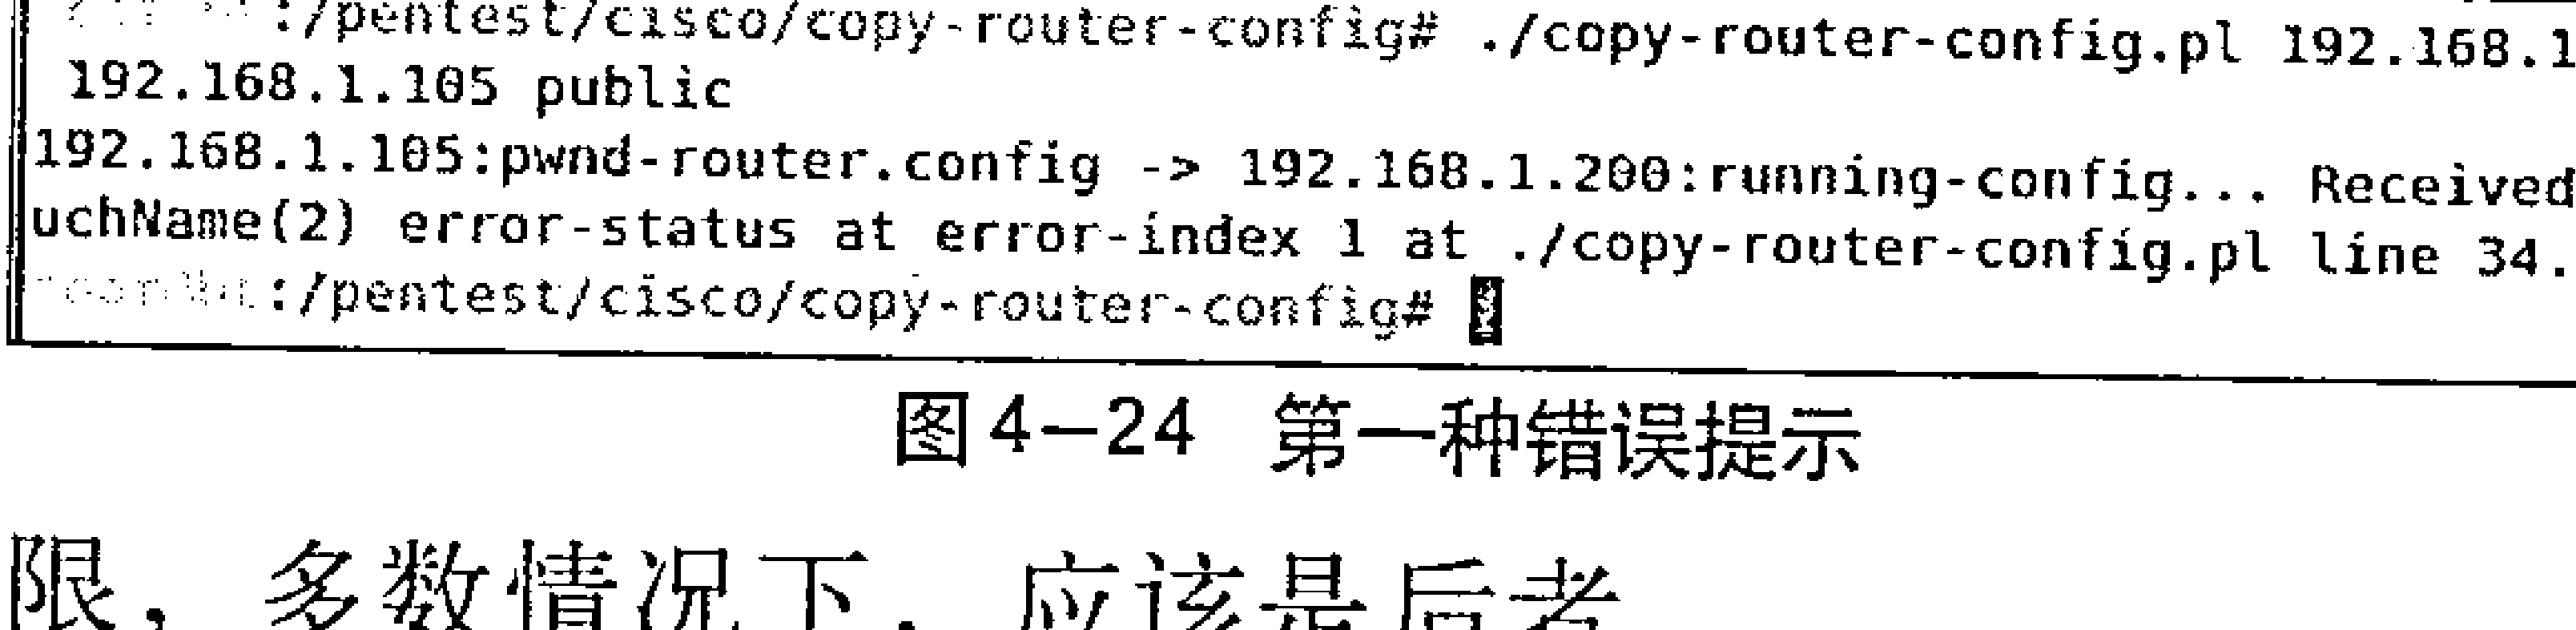 :/pentest/cisco/copy-router-config# ./copy-router-config.pl 192.168.1
192.168.1.105 public
192.168.1.105:pwnd-router.config -> 192.168.1.200:running-config... Received
uchName(2) error-status at error-index 1 at ./copy-router-config.pl line 34.
:/pentest/cisco/copy-router-config#
图4—24 第一种错误提示
限，多数情况下，应该是后者